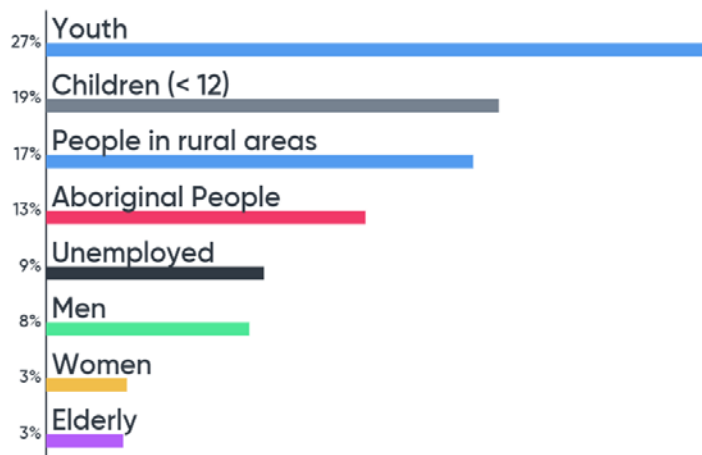 Youth
27%
Children (< 12)
19%
People in rural areas
17%
Aboriginal People
13%
Unemployed
9%
Men
8%
Women
3%
Elderly
3%